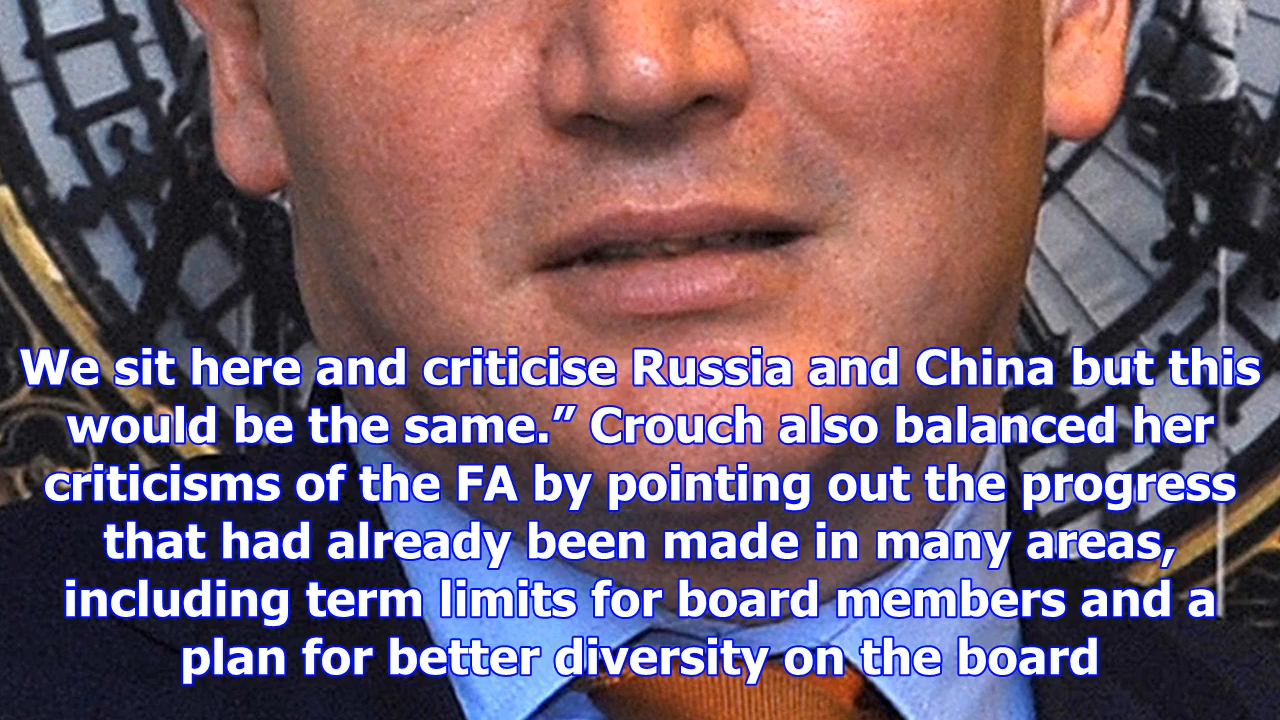 We sit here and criticise Russia and China but this
would be the same.” Crouch also balanced her
criticisms of the FA by pointing out the progress
that had already been made in many areas,
including term limits for board members and a
plan for better diversity on the board